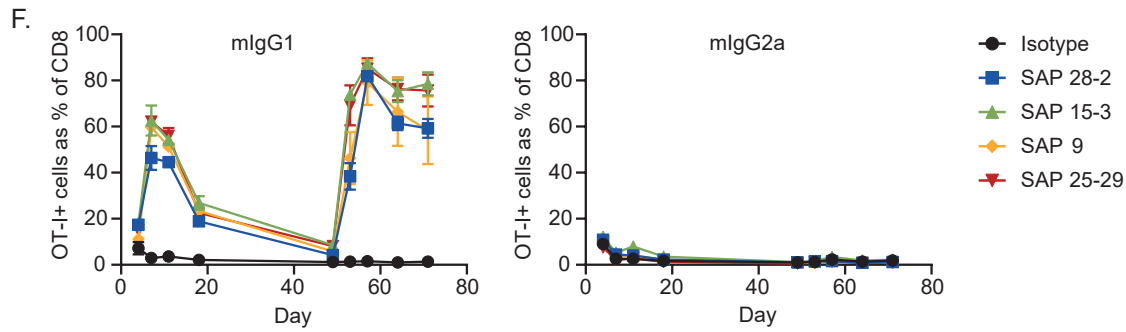 F.
mIgG1
OT-I+ cells as % of CD8
100
80
60
40
20
0
0 20 40 60 80
Day
mIgG2a
OT-I+ cells as % of CD8
100
80
60
40
20
0
0 20 40 60 80
Day
Isotype
SAP 28-2
SAP 15-3
SAP 9
SAP 25-29